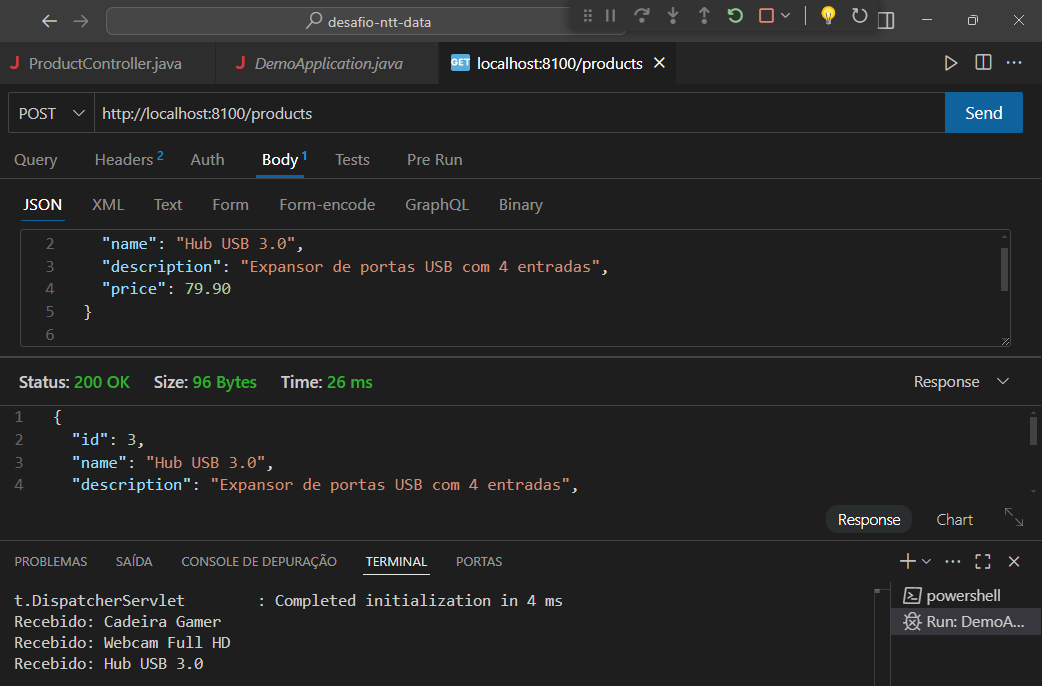 desafio-ntt-data
J ProductController.java J DemoApplication.java GET localhost:8100/products
POST http://localhost:8100/products Send
Query Headers 2 Auth Body 1 Tests Pre Run
JSON XML Text Form Form-encode GraphQL Binary
2 "name": "Hub USB 3.0",
3 "description": "Expansor de portas USB com 4 entradas",
4 "price": 79.90
5 }
6
Status: 200 OK Size: 96 Bytes Time: 26 ms Response
1 {
2 "id": 3,
3 "name": "Hub USB 3.0",
4 "description": "Expansor de portas USB com 4 entradas",
Response Chart
PROBLEMAS SAÍDA CONSOLE DE DEPURAÇÃO TERMINAL PORTAS
t.DispatcherServlet : Completed initialization in 4 ms
Recebido: Cadeira Gamer
Recebido: Webcam Full HD
Recebido: Hub USB 3.0
powershell
Run: DemoA...